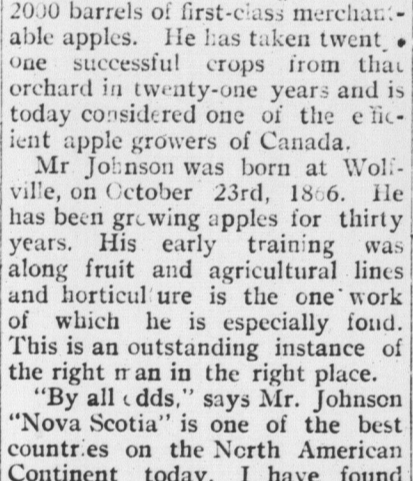 2000 barrels of first-class merchant-
able apples. He has taken twenty
one successful crops from that
orchard in twenty-one years and is
today considered one of the effic-
ient apple growers of Canada.
Mr Johnson was born at Wolf-
ville, on October 23rd, 1866. He
has been growing apples for thirty
years. His early training was
along fruit and agricultural lines
and horticulture is the one work
of which he is especially fond.
This is an outstanding instance of
the right man in the right place.
"By all odds," says Mr. Johnson
"Nova Scotia" is one of the best
countries on the North American
Continent today. I have found